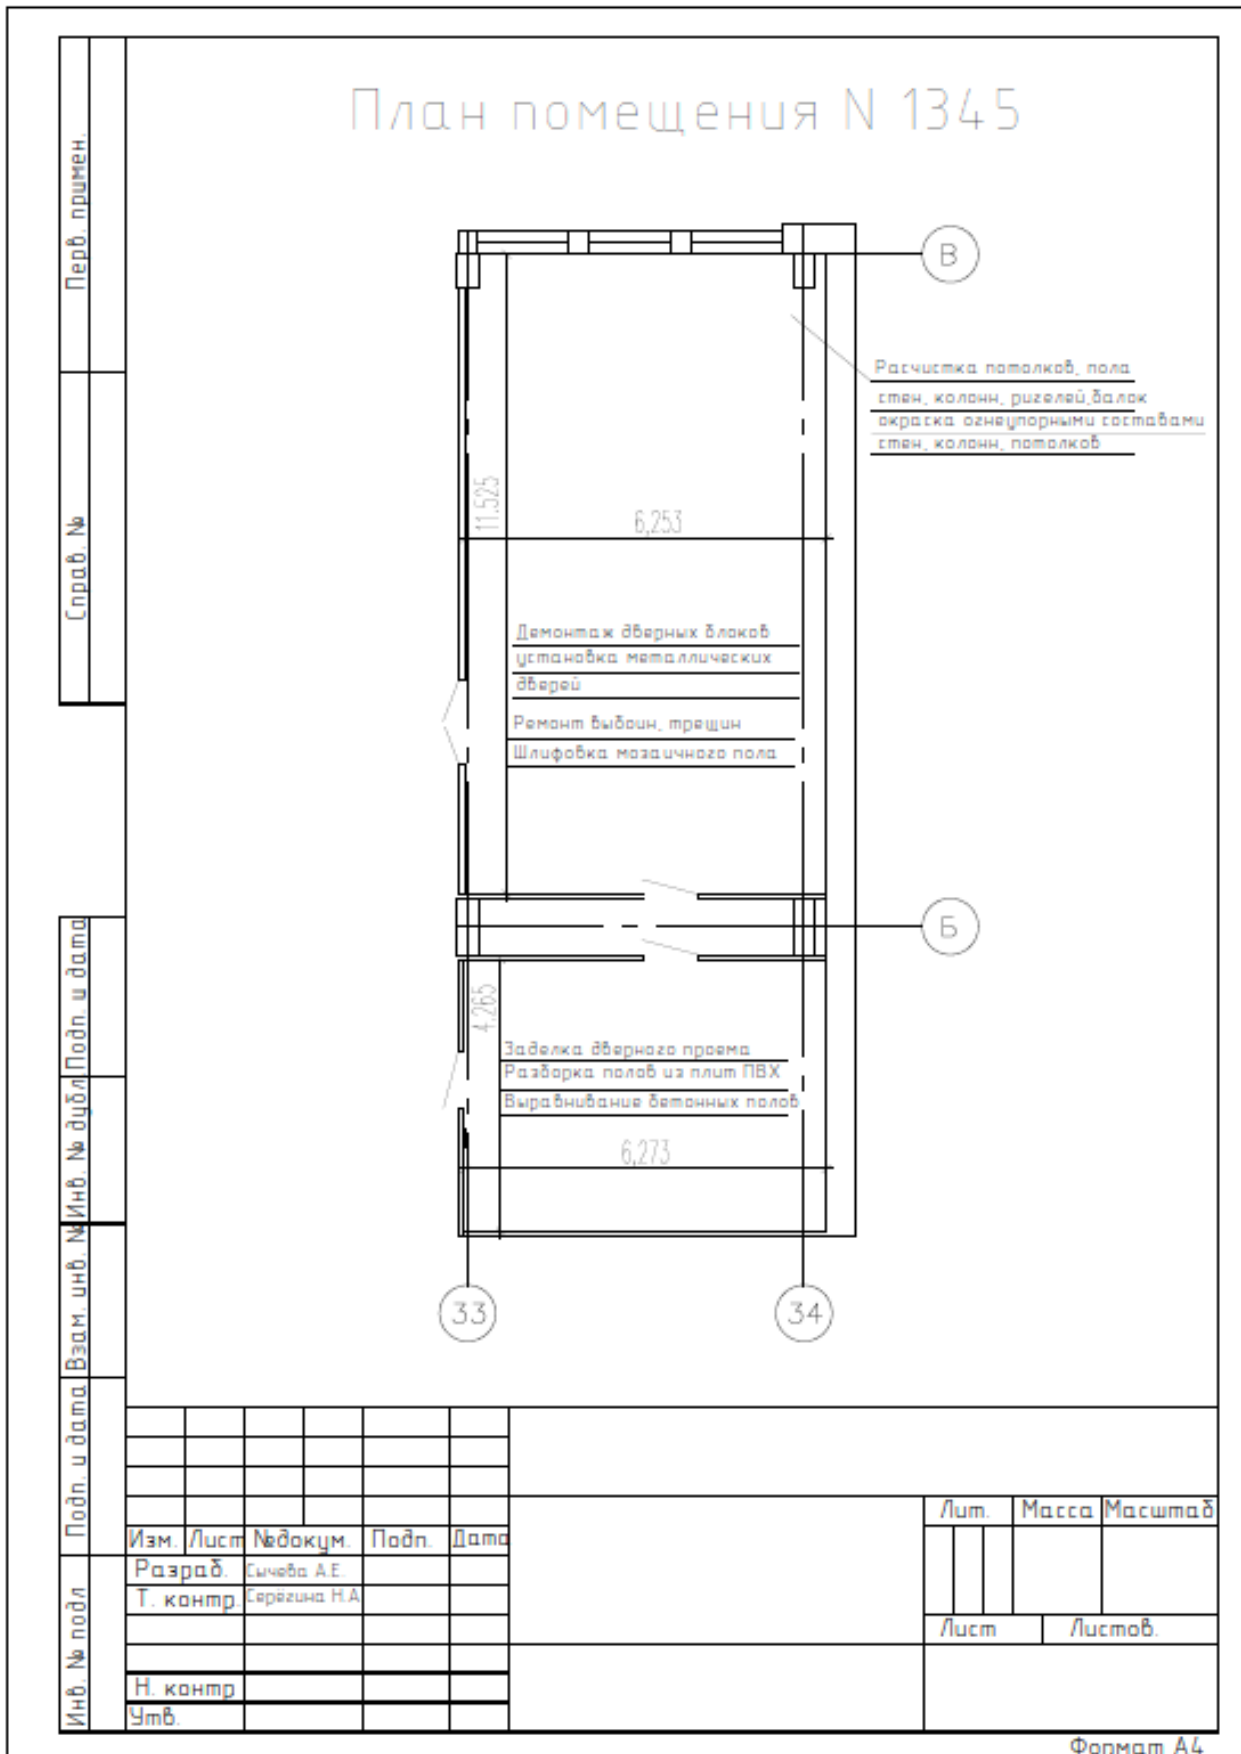 План помещения N 1345
Перв. примен.
Справ. №
Подп. и дата
Инв. № дубл.
Взам. инв. №
Подп. и дата
Инв. № подл
В
Расчистка потолков, пола
стен, колонн, ригелей,балок
окраска огнеупорными составами
стен, колонн, потолков
11.525
6,253
Демонтаж дверных блоков
установка металлических
дверей
Ремонт выбоин, трещин
Шлифовка мозаичного пола
Б
4.265
Заделка дверного проема
Разборка полов из плит ПВХ
Выравнивание бетонных полов
6,273
33
34
Изм. Лист №докум. Подп. Дата
Разраб. Сычева А.Е.
Т. контр. Серёгина Н.А
Н. контр
Утв.
Лит. Масса Масштаб
Лист Листов.
Формат А4